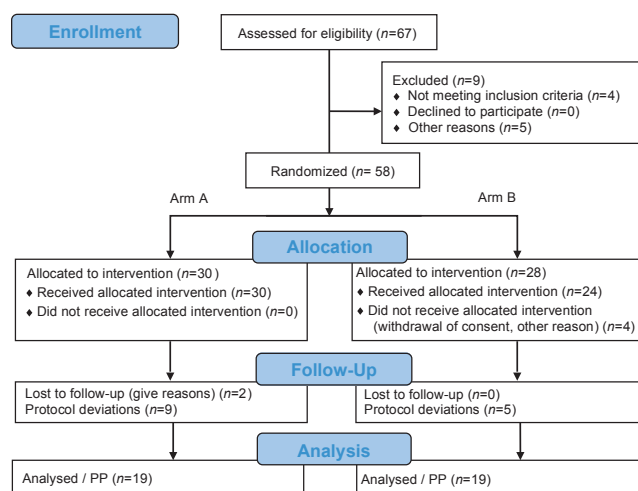 Enrollment
Assessed for eligibility (n=67)
Excluded (n=9)
♦ Not meeting inclusion criteria (n=4)
♦ Declined to participate (n=0)
♦ Other reasons (n=5)
Randomized (n= 58)
Arm A
Arm B
Allocation
Allocated to intervention (n=30)
♦ Received allocated intervention (n=30)
♦ Did not receive allocated intervention (n=0)
Allocated to intervention (n=28)
♦ Received allocated intervention (n=24)
♦ Did not receive allocated intervention
(withdrawal of consent, other reason) (n=4)
Follow-Up
Lost to follow-up (give reasons) (n=2)
Protocol deviations (n=9)
Lost to follow-up (n=0)
Protocol deviations (n=5)
Analysis
Analysed / PP (n=19)
Analysed / PP (n=19)